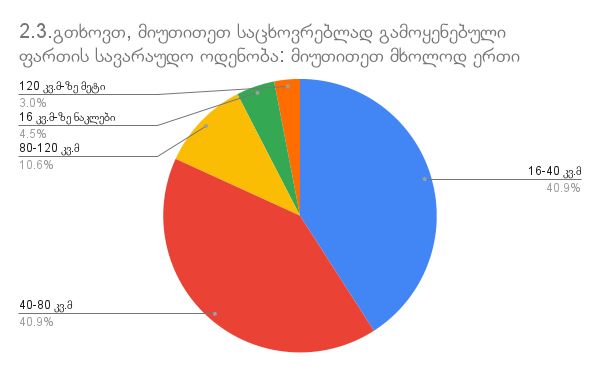 2.3.გთხოვთ, მიუთითეთ საცხოვრებლად გამოყენებული
ფართის სავარაუდო ოდენობა: მიუთითეთ მხოლოდ ერთი
120 კვ.მ-ზე მეტი
3.0%
16 კვ.მ-ზე ნაკლები
4.5%
80-120 კვ.მ
10.6%
16-40 კვ.მ
40.9%
40-80 კვ.მ
40.9%